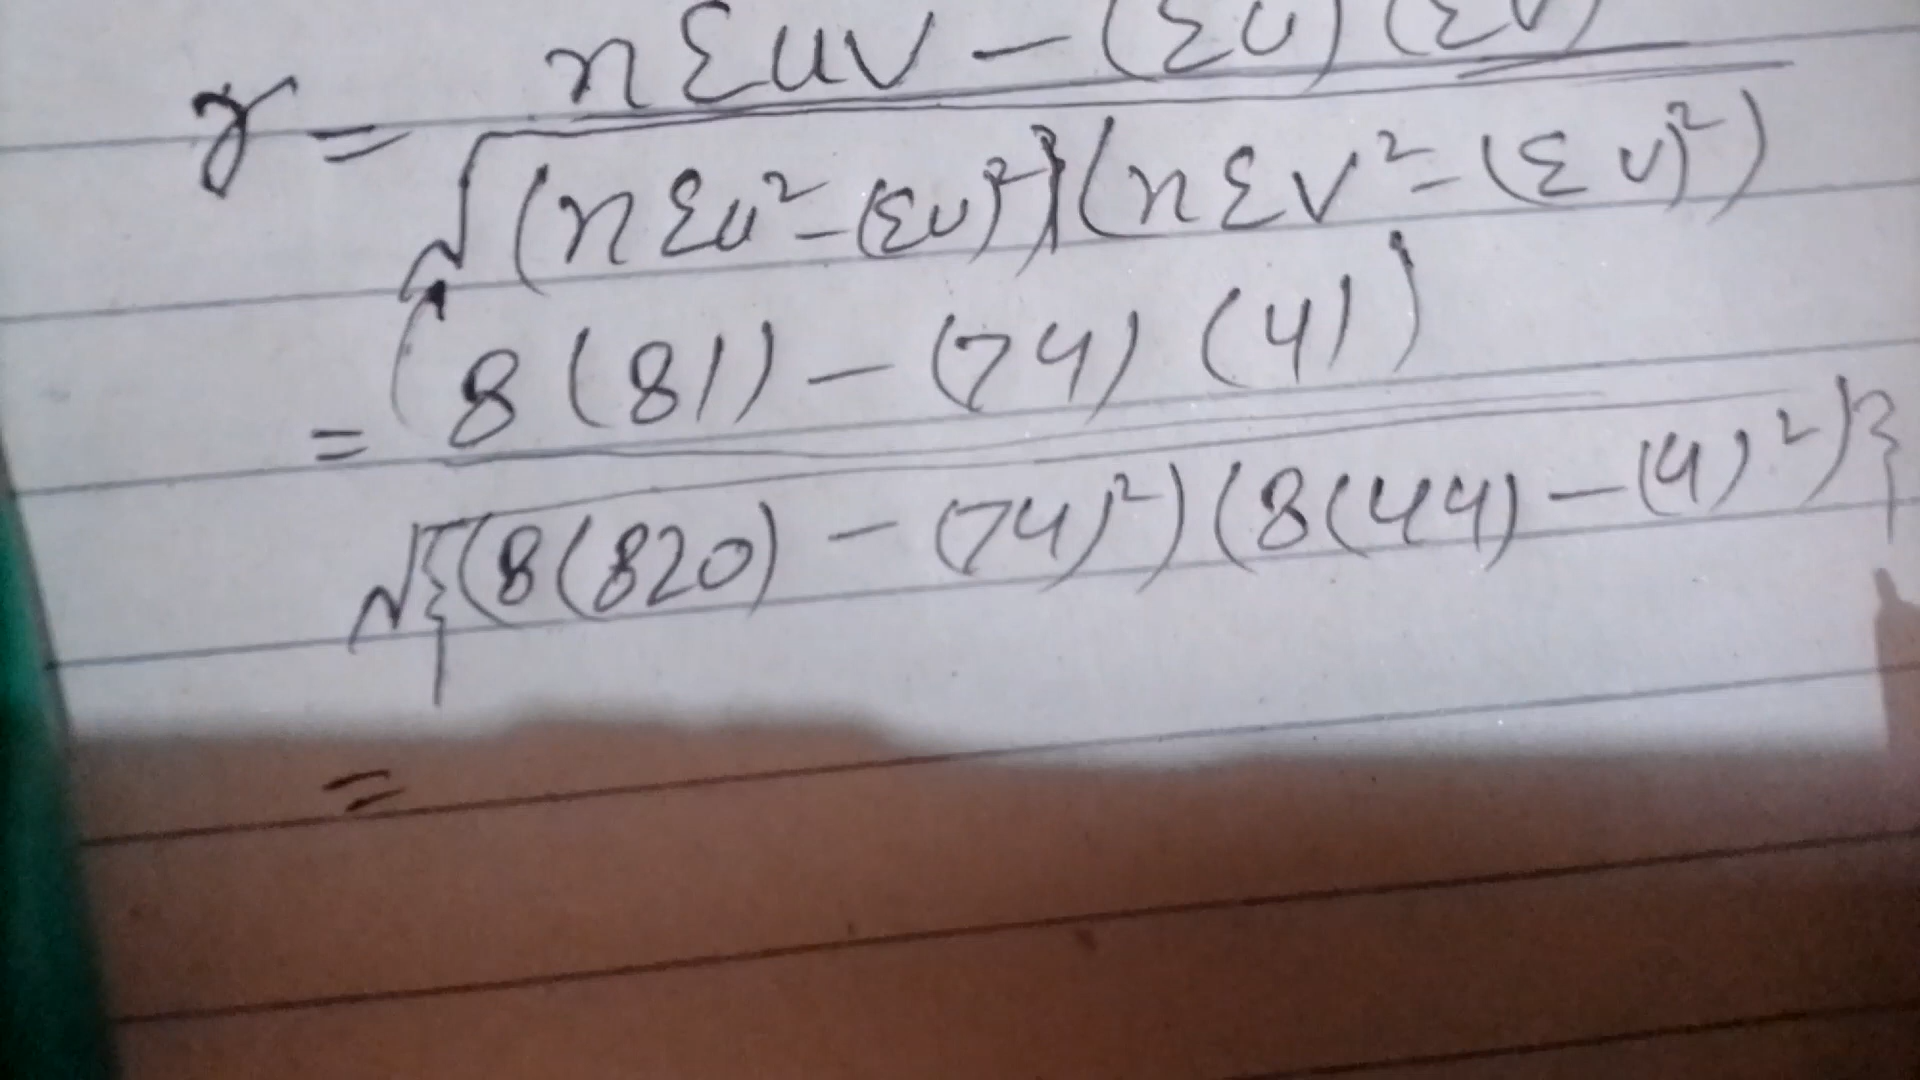 nΣuv - (Σu) (Σv)
r =
√(nΣu² - (Σu)²)(nΣv² - (Σv)²)
(8(81) - (74) (4))
=
√{(8(820) - (74)²)(8(44) - (4)²)}
=